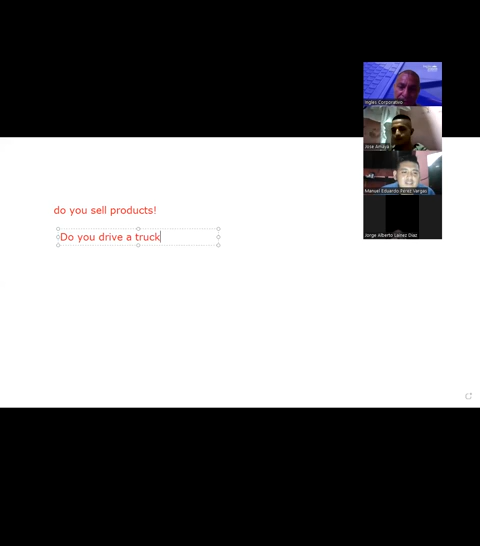 Inglés Corporativo
Jose Amaya
Manuel Eduardo Perez Vargas
Jorge Alberto Lainez Diaz
do you sell products!
Do you drive a truck